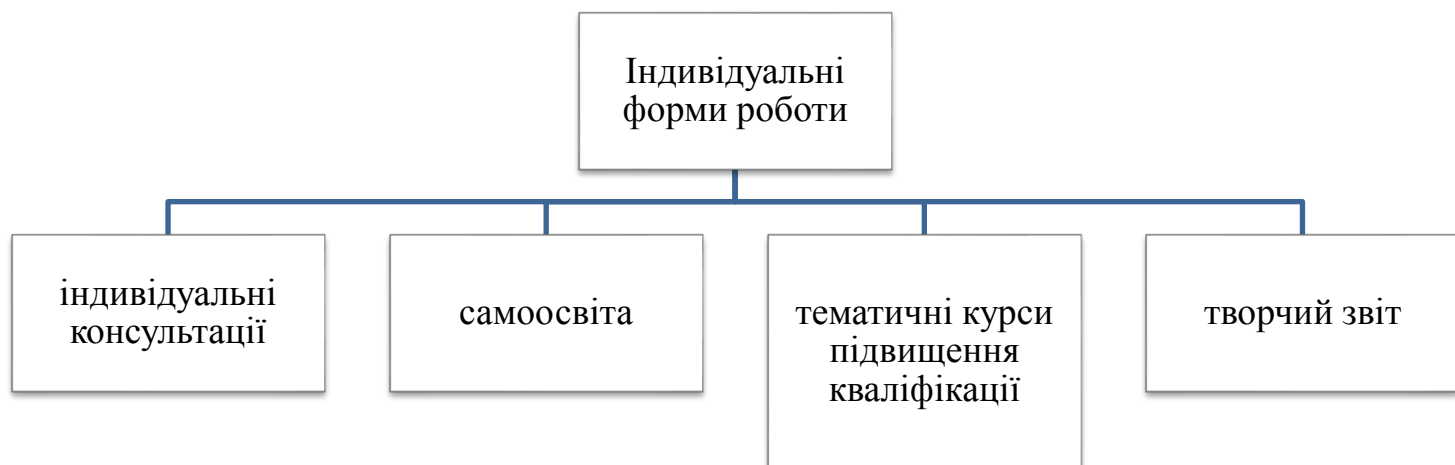 Індивідуальні
форми роботи
індивідуальні
консультації
самоосвіта
тематичні курси
підвищення
кваліфікації
творчий звіт